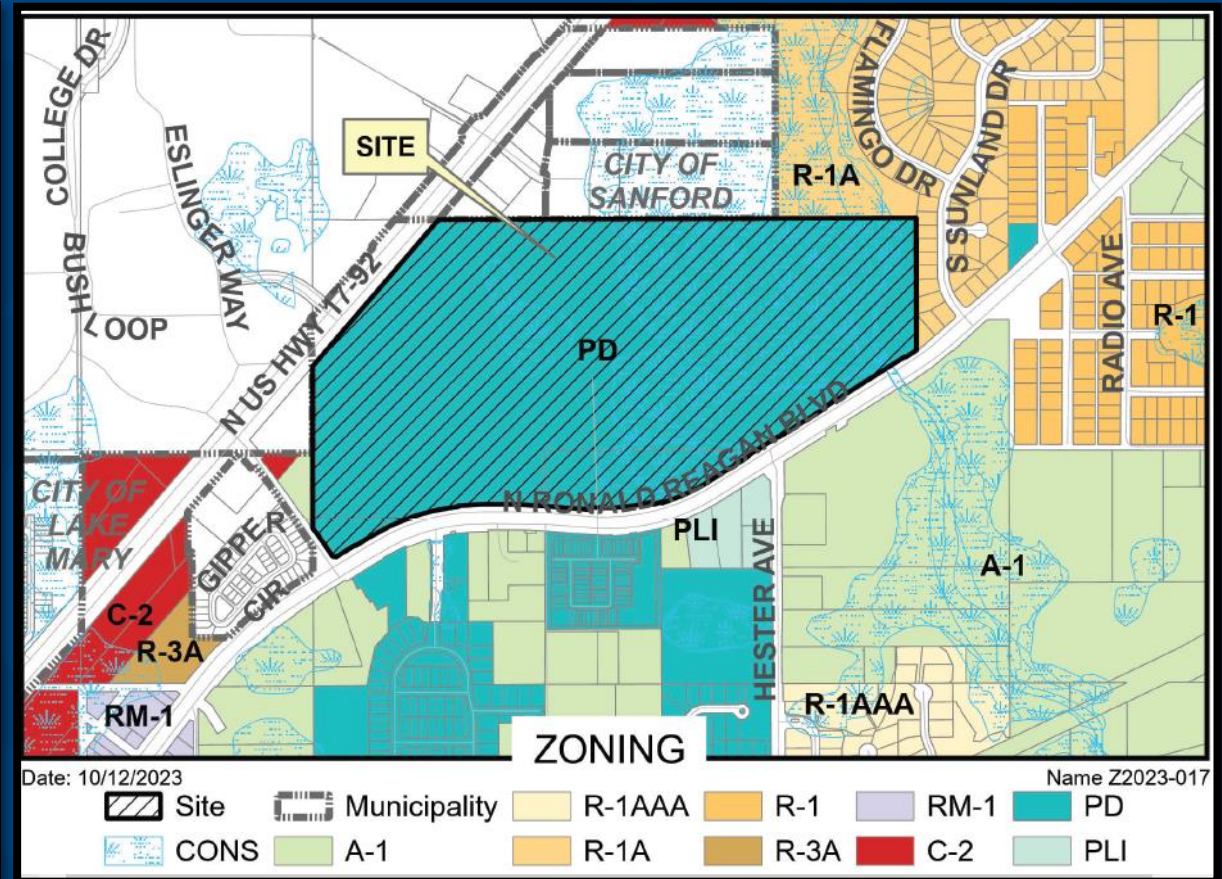 COLLEGE DR
ESLINGER WAY
BUSH LOOP
SITE
CITY OF
SANFORD
FLAMINGO DR
R-1A
S SUNLAND DR
RADIO AVE
R-1
N US HWY 17-92
PD
N RONALD REAGAN BLVD
CITY OF
LAKE
MARY
GIPPER
CIR
PLI
HESTER AVE
A-1
C-2
R-3A
RM-1
R-1AAA
ZONING
Date: 10/12/2023
Name Z2023-017
Site
Municipality
R-1AAA
R-1
RM-1
PD
CONS
A-1
R-1A
R-3A
C-2
PLI